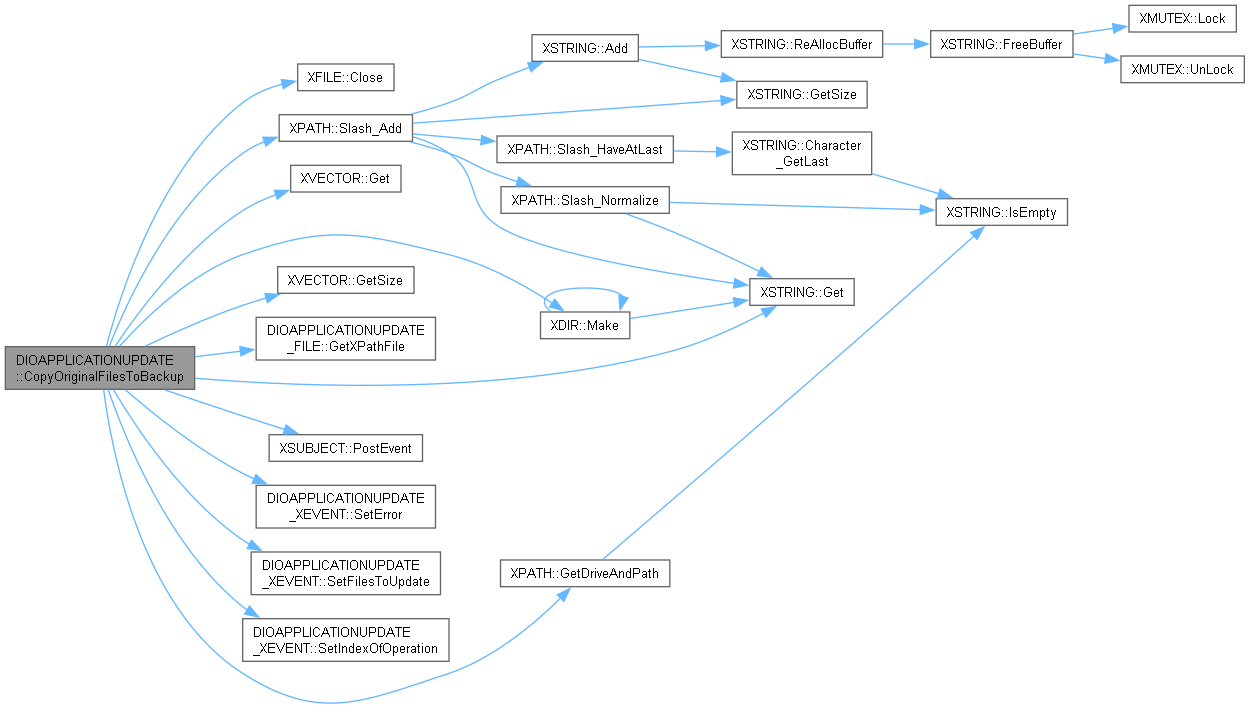 XMUTEX::Lock
XSTRING::Add
XSTRING::ReAllocBuffer
XSTRING::FreeBuffer
XMUTEX::UnLock
XFILE::Close
XSTRING::GetSize
XPATH::Slash_Add
XPATH::Slash_HaveAtLast
XSTRING::Character
_GetLast
XVECTOR::Get
XPATH::Slash_Normalize
XSTRING::IsEmpty
XVECTOR::GetSize
XSTRING::Get
XDIR::Make
DIOAPPLICATIONUPDATE
_FILE::GetXPathFile
DIOAPPLICATIONUPDATE
::CopyOriginalFilesToBackup
XSUBJECT::PostEvent
DIOAPPLICATIONUPDATE
_XEVENT::SetError
DIOAPPLICATIONUPDATE
_XEVENT::SetFilesToUpdate
XPATH::GetDriveAndPath
DIOAPPLICATIONUPDATE
_XEVENT::SetIndexOfOperation